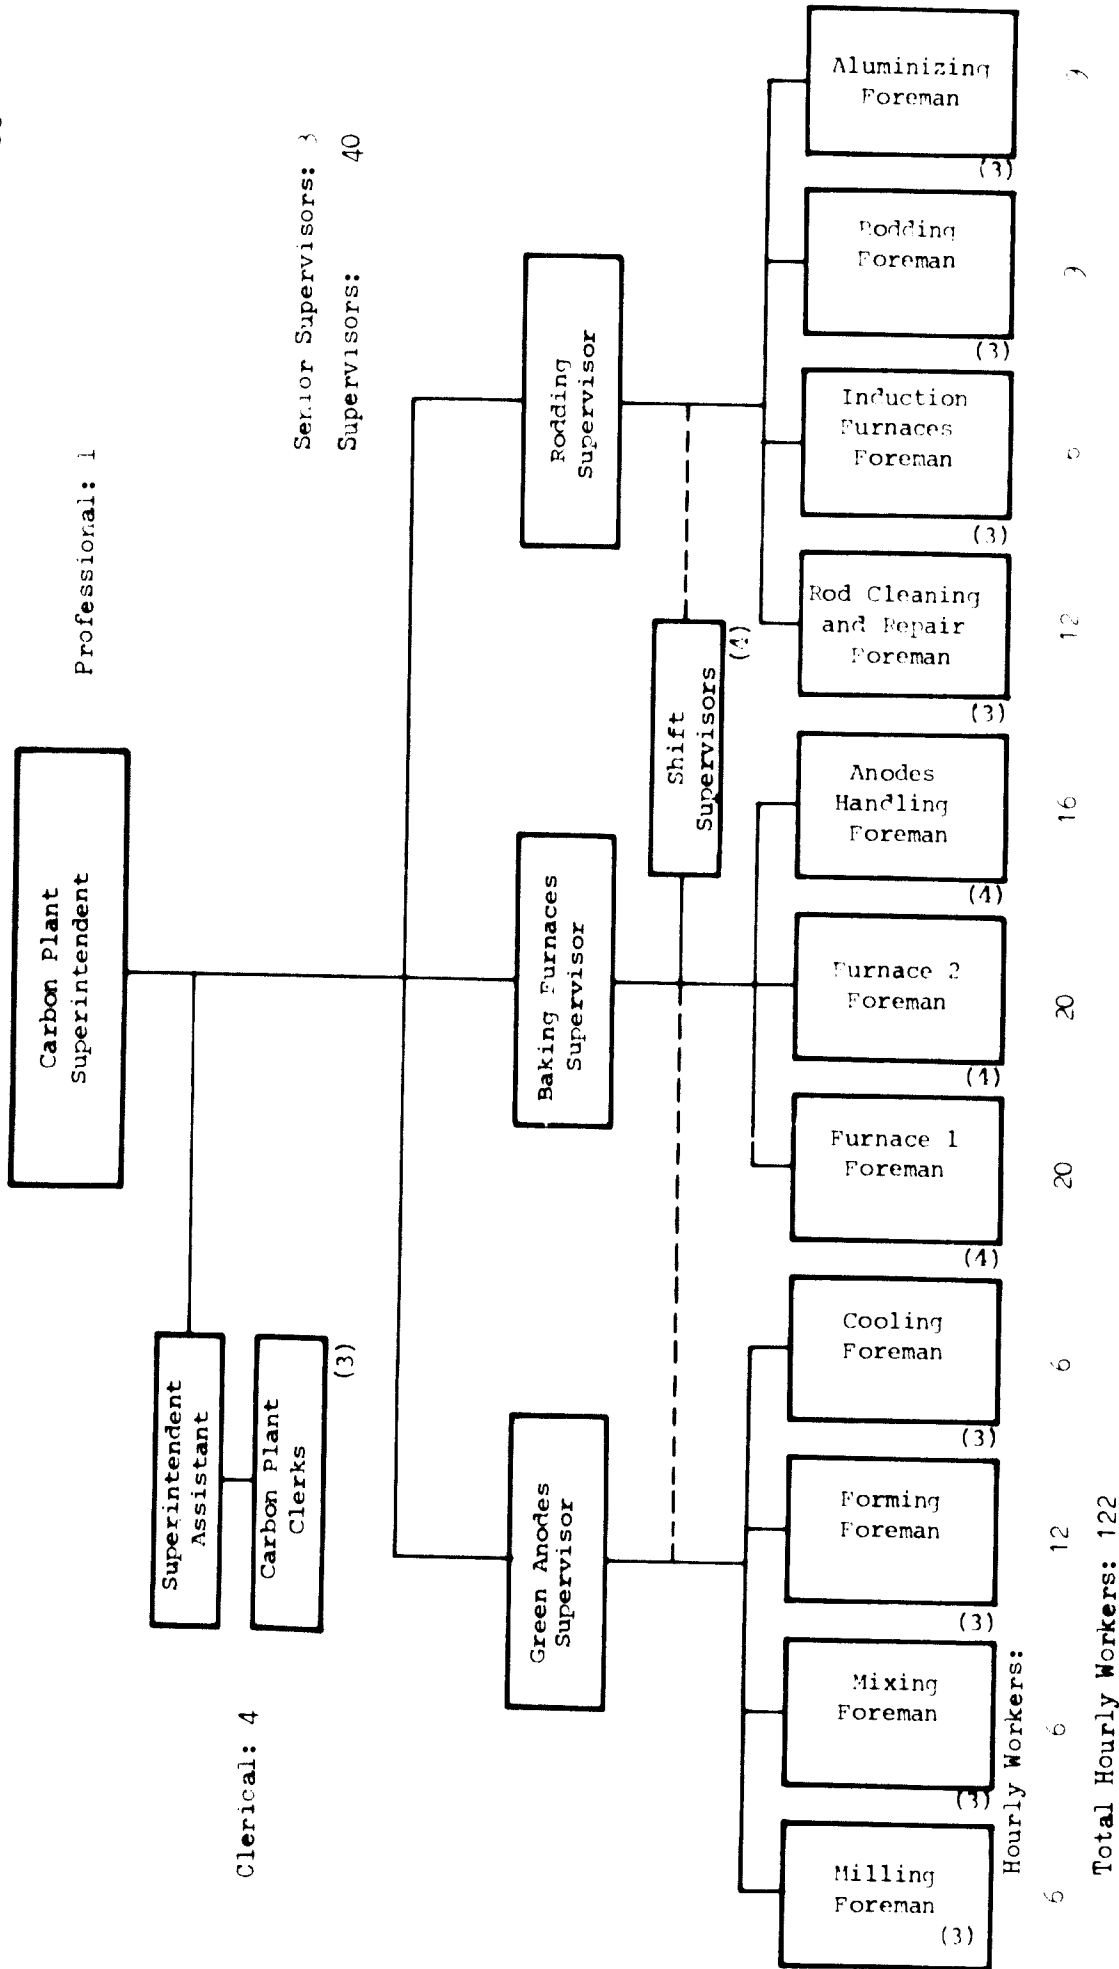 Carbon Plant
Superintendent
Professional: 1
Superintendent
Assistant
Clerical: 4
Carbon Plant
Clerks
(3)
Senior Supervisors: 3
Supervisors: 40
Green Anodes
Supervisor
Baking Furnaces
Supervisor
Rodding
Supervisor
Shift
Supervisors
(4)
Milling
Foreman
(3)
Mixing
Foreman
(3)
Forming
Foreman
(3)
Cooling
Foreman
(3)
Furnace 1
Foreman
(4)
Furnace 2
Foreman
(4)
Anodes
Handling
Foreman
(4)
Rod Cleaning
and Repair
Foreman
(3)
Induction
Furnaces
Foreman
(3)
Rodding
Foreman
(3)
Aluminizing
Foreman
(3)
Hourly Workers:
6 6 12 6 20 20 16 12 6 9 9
Total Hourly Workers: 122